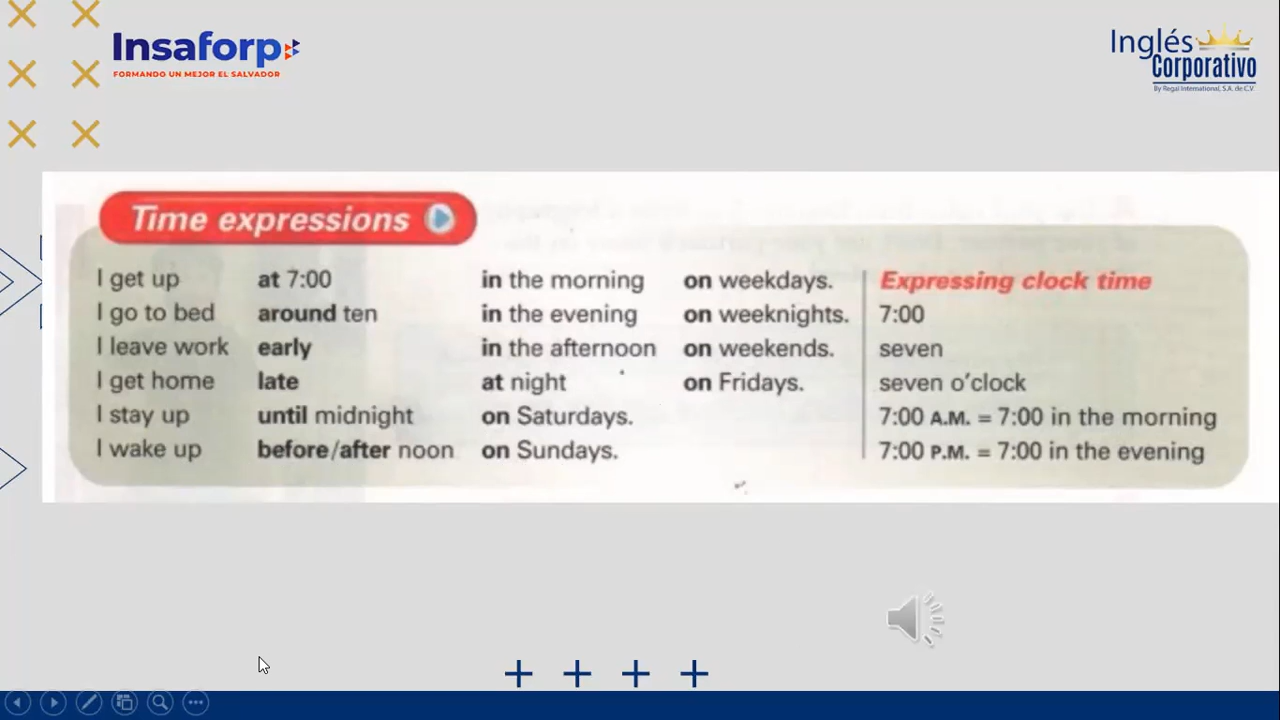 Insaforp
FORMANDO UN MEJOR EL SALVADOR
Inglés
Corporativo
By Regal International, S.A. de C.V.
Time expressions
I get up at 7:00 in the morning on weekdays.
I go to bed around ten in the evening on weeknights.
I leave work early in the afternoon on weekends.
I get home late at night on Fridays.
I stay up until midnight on Saturdays.
I wake up before/after noon on Sundays.
Expressing clock time
7:00
seven
seven o'clock
7:00 A.M. = 7:00 in the morning
7:00 P.M. = 7:00 in the evening